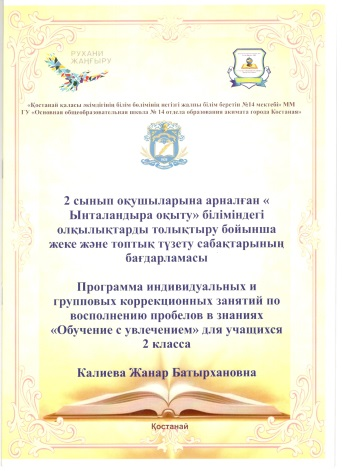 РУХАНИ
ЖАҢҒЫРУ
«Қостанай қаласы әкімдігінің білім бөлімінің негізгі жалпы білім беретін №14 мектебі» ММ
ГУ «Основная общеобразовательная школа № 14 отдела образования акимата города Костаная»
2 сынып оқушыларына арналған «
Ынталандыра оқыту» біліміндегі
олқылықтарды толықтыру бойынша
жеке және топтық түзету сабақтарының
бағдарламасы
Программа индивидуальных и
групповых коррекционных занятий по
восполнению пробелов в знаниях
«Обучение с увлечением» для учащихся
2 класса
Калиева Жанар Батырхановна
Қостанай